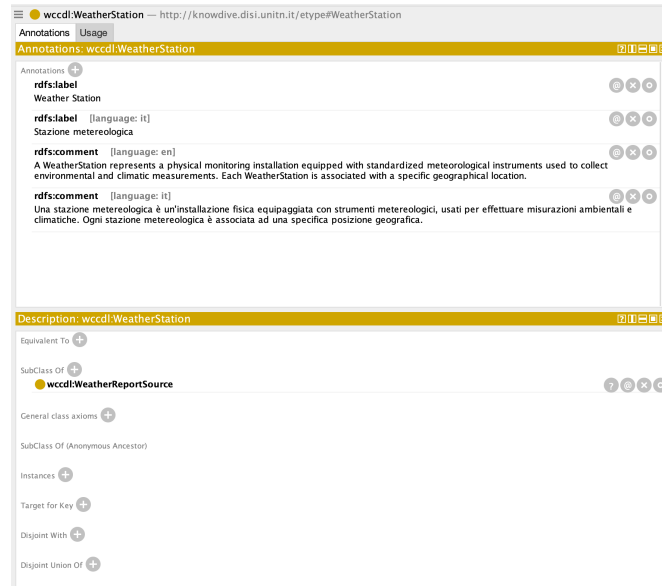 wccdl:WeatherStation — http://knowdive.disi.unitn.it/etype#WeatherStation
Annotations Usage
Annotations: wccdl:WeatherStation
Annotations
rdfs:label
Weather Station
rdfs:label [language: it]
Stazione metereologica
rdfs:comment [language: en]
A WeatherStation represents a physical monitoring installation equipped with standardized meteorological instruments used to collect
environmental and climatic measurements. Each WeatherStation is associated with a specific geographical location.
rdfs:comment [language: it]
Una stazione metereologica è un'installazione fisica equipaggiata con strumenti metereologici, usati per effettuare misurazioni ambientali e
climatiche. Ogni stazione metereologica è associata ad una specifica posizione geografica.
Description: wccdl:WeatherStation
Equivalent To
SubClass Of
wccdl:WeatherReportSource
General class axioms
SubClass Of (Anonymous Ancestor)
Instances
Target for Key
Disjoint With
Disjoint Union Of